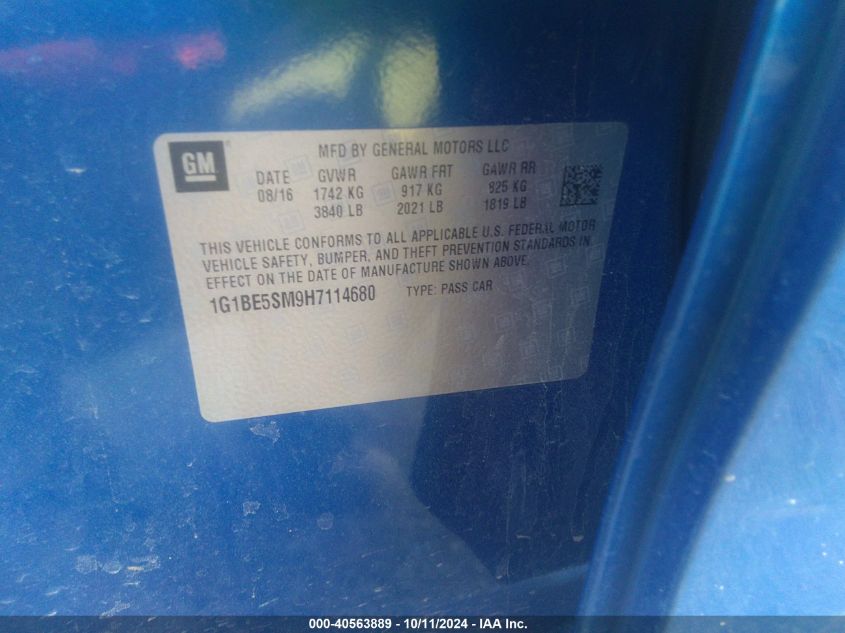 GM
MFD BY GENERAL MOTORS LLC
DATE GVWR GAWR FRT GAWR RR
08/16 1742 KG 917 KG 825 KG
3840 LB 2021 LB 1819 LB
THIS VEHICLE CONFORMS TO ALL APPLICABLE U.S. FEDERAL MOTOR
VEHICLE SAFETY, BUMPER, AND THEFT PREVENTION STANDARDS IN
EFFECT ON THE DATE OF MANUFACTURE SHOWN ABOVE.
1G1BE5SM9H7114680 TYPE: PASS CAR
000-40563889 - 10/11/2024 - IAA Inc.